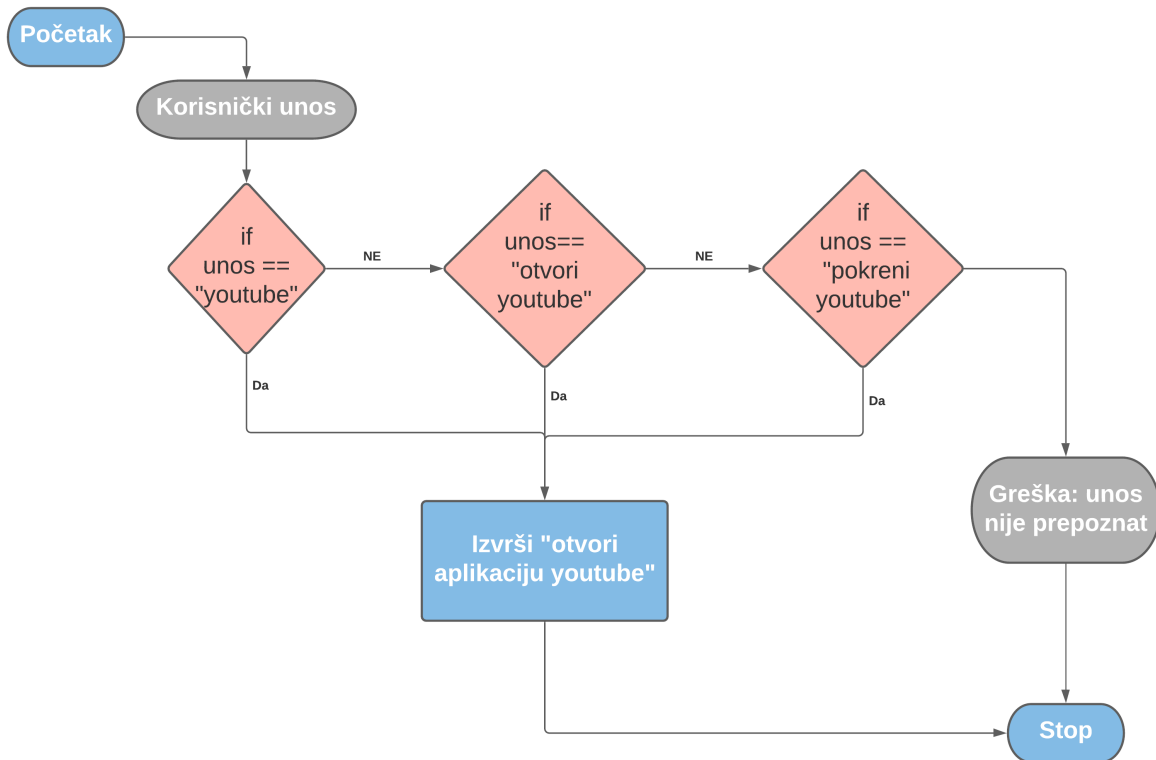 Početak
Korisnički unos
if
unos ==
"youtube"
NE
if
unos==
"otvori
youtube"
NE
if
unos ==
"pokreni
youtube"
Da
Da
Da
Greška: unos
nije prepoznat
Izvrši "otvori
aplikaciju youtube"
Stop